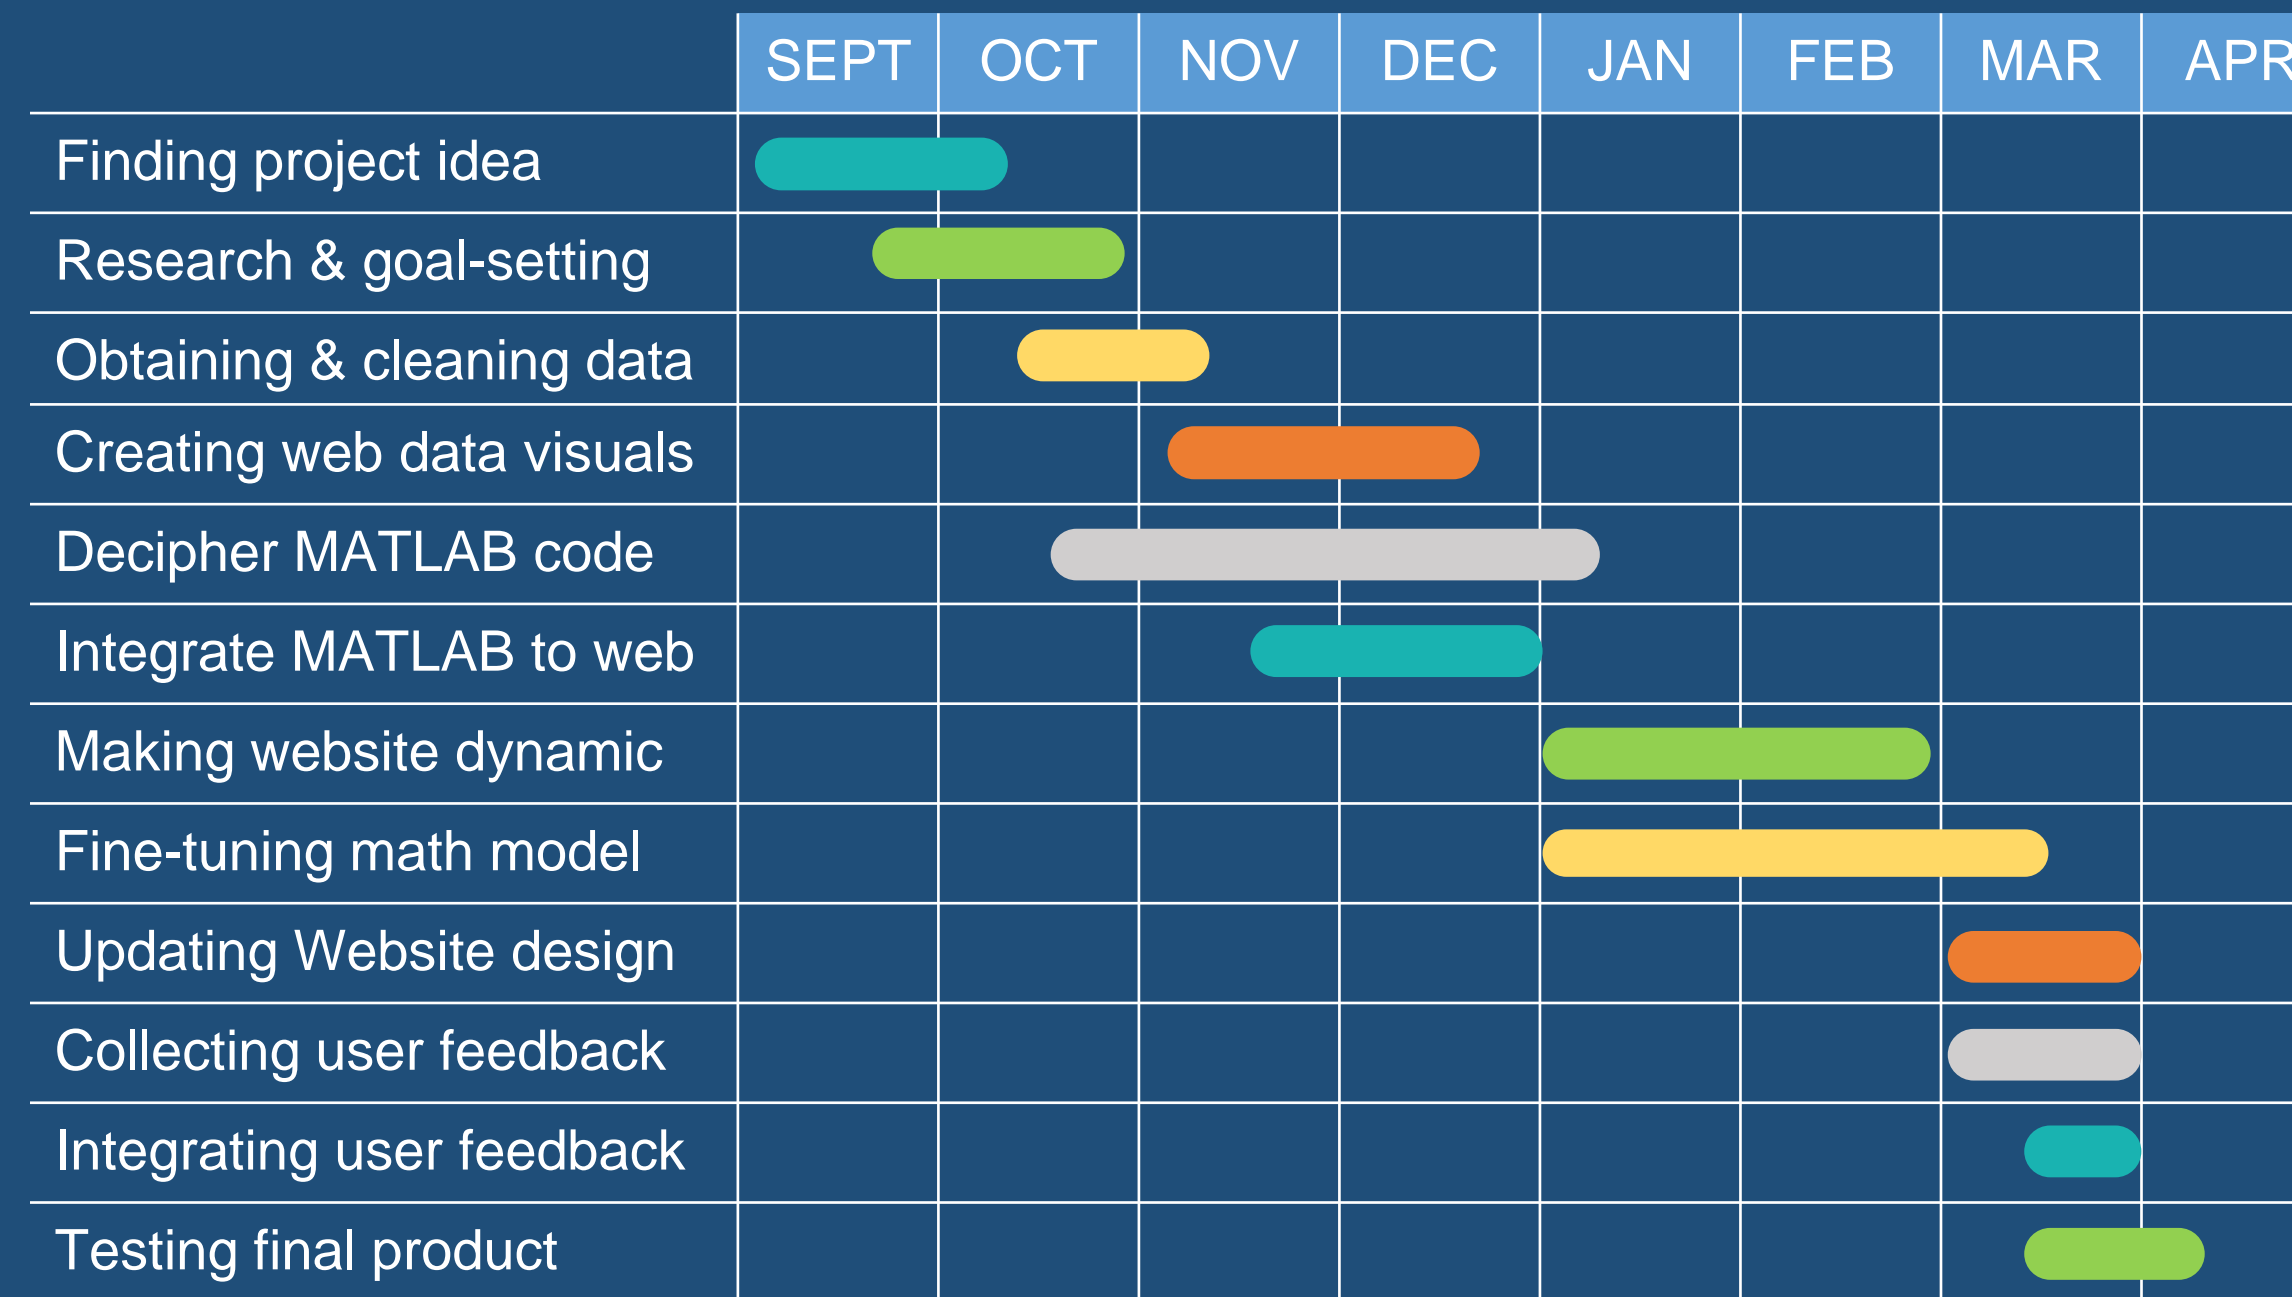 SEPT OCT NOV DEC JAN FEB MAR APR
Finding project idea
Research & goal-setting
Obtaining & cleaning data
Creating web data visuals
Decipher MATLAB code
Integrate MATLAB to web
Making website dynamic
Fine-tuning math model
Updating Website design
Collecting user feedback
Integrating user feedback
Testing final product